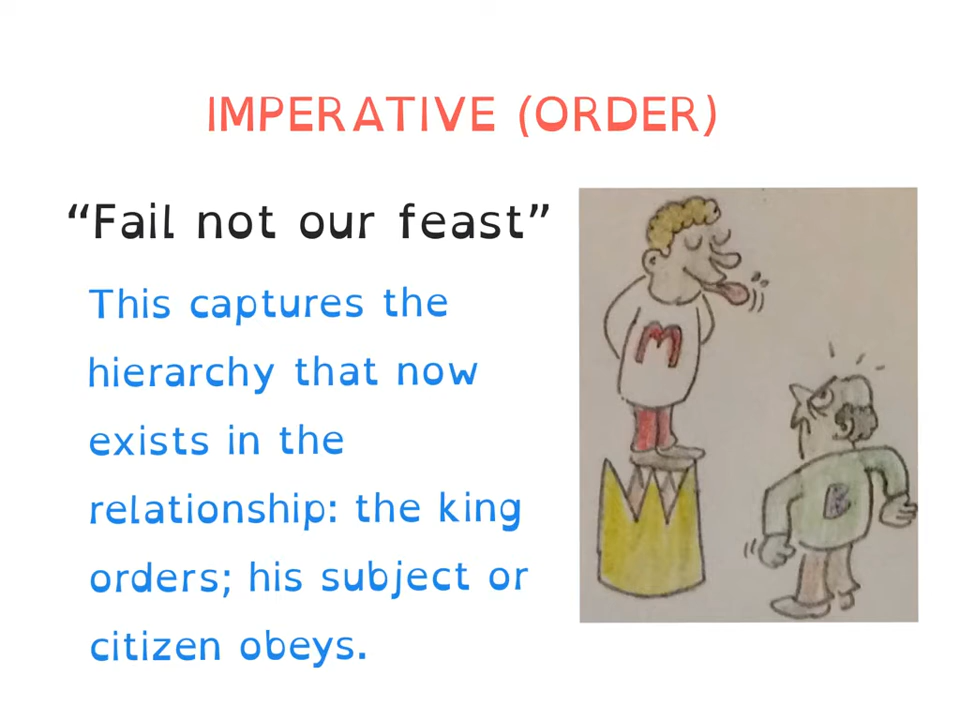 IMPERATIVE (ORDER)
“Fail not our feast”
This captures the
hierarchy that now
exists in the
relationship: the king
orders; his subject or
citizen obeys.
M
B